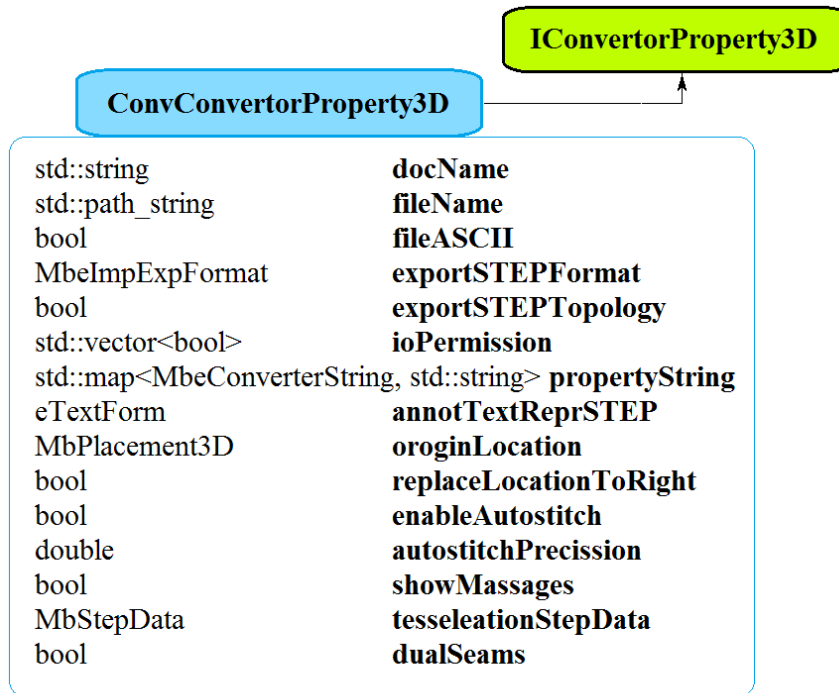 IConvertorProperty3D
ConvConvertorProperty3D
std::string docName
std::path_string fileName
bool fileASCII
MbeImpExpFormat exportSTEPFormat
bool exportSTEPTopology
std::vector<bool> ioPermission
std::map<MbeConverterString, std::string> propertyString
eTextForm annotTextReprSTEP
MbPlacement3D oroginLocation
bool replaceLocationToRight
bool enableAutostitch
double autostitchPrecission
bool showMassages
MbStepData tesseleationStepData
bool dualSeams